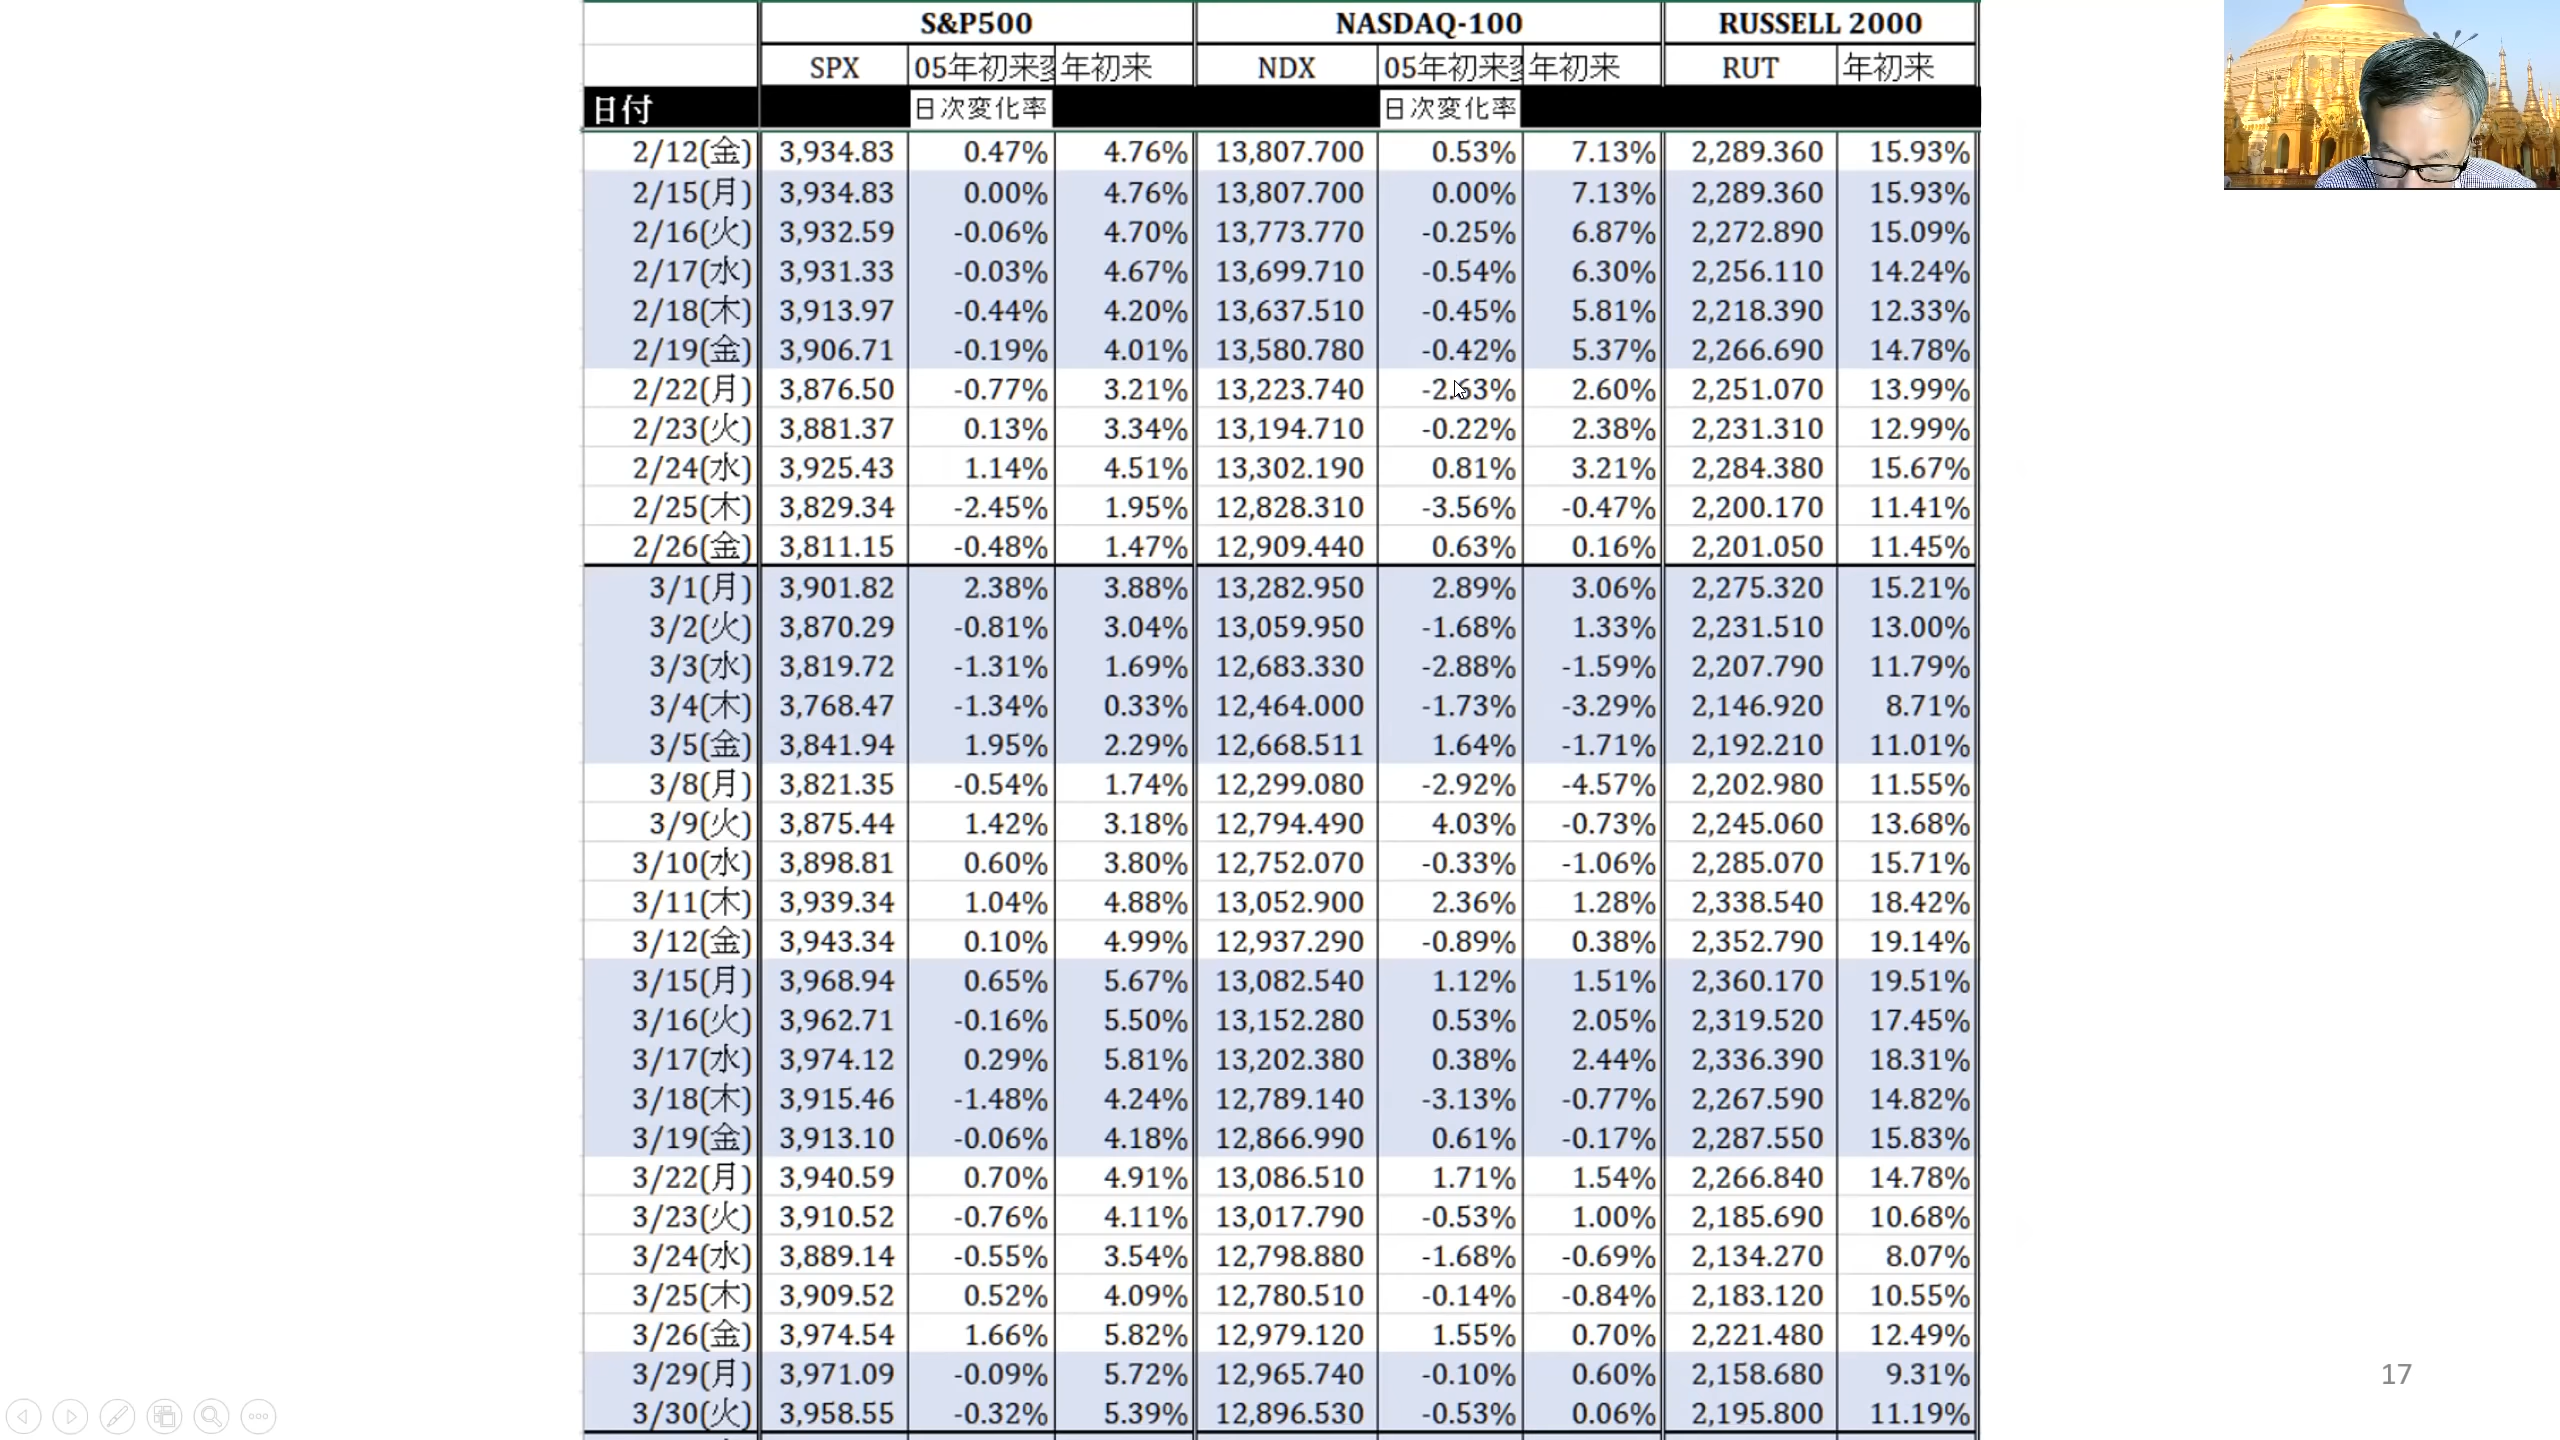 S&P500 NASDAQ-100 RUSSELL 2000
SPX 05年初来 年初来 NDX 05年初来 年初来 RUT 年初来
日付 日次変化率 日次変化率
2/12(金) 3,934.83 0.47% 4.76% 13,807.700 0.53% 7.13% 2,289.360 15.93%
2/15(月) 3,934.83 0.00% 4.76% 13,807.700 0.00% 7.13% 2,289.360 15.93%
2/16(火) 3,932.59 -0.06% 4.70% 13,773.770 -0.25% 6.87% 2,272.890 15.09%
2/17(水) 3,931.33 -0.03% 4.67% 13,699.710 -0.54% 6.30% 2,256.110 14.24%
2/18(木) 3,913.97 -0.44% 4.20% 13,637.510 -0.45% 5.81% 2,218.390 12.33%
2/19(金) 3,906.71 -0.19% 4.01% 13,580.780 -0.42% 5.37% 2,266.690 14.78%
2/22(月) 3,876.50 -0.77% 3.21% 13,223.740 -2.63% 2.60% 2,251.070 13.99%
2/23(火) 3,881.37 0.13% 3.34% 13,194.710 -0.22% 2.38% 2,231.310 12.99%
2/24(水) 3,925.43 1.14% 4.51% 13,302.190 0.81% 3.21% 2,284.380 15.67%
2/25(木) 3,829.34 -2.45% 1.95% 12,828.310 -3.56% -0.47% 2,200.170 11.41%
2/26(金) 3,811.15 -0.48% 1.47% 12,909.440 0.63% 0.16% 2,201.050 11.45%
3/1(月) 3,901.82 2.38% 3.88% 13,282.950 2.89% 3.06% 2,275.320 15.21%
3/2(火) 3,870.29 -0.81% 3.04% 13,059.950 -1.68% 1.33% 2,231.510 13.00%
3/3(水) 3,819.72 -1.31% 1.69% 12,683.330 -2.88% -1.59% 2,207.790 11.79%
3/4(木) 3,768.47 -1.34% 0.33% 12,464.000 -1.73% -3.29% 2,146.920 8.71%
3/5(金) 3,841.94 1.95% 2.29% 12,668.511 1.64% -1.71% 2,192.210 11.01%
3/8(月) 3,821.35 -0.54% 1.74% 12,299.080 -2.92% -4.57% 2,202.980 11.55%
3/9(火) 3,875.44 1.42% 3.18% 12,794.490 4.03% -0.73% 2,245.060 13.68%
3/10(水) 3,898.81 0.60% 3.80% 12,752.070 -0.33% -1.06% 2,285.070 15.71%
3/11(木) 3,939.34 1.04% 4.88% 13,052.900 2.36% 1.28% 2,338.540 18.42%
3/12(金) 3,943.34 0.10% 4.99% 12,937.290 -0.89% 0.38% 2,352.790 19.14%
3/15(月) 3,968.94 0.65% 5.67% 13,082.540 1.12% 1.51% 2,360.170 19.51%
3/16(火) 3,962.71 -0.16% 5.50% 13,152.280 0.53% 2.05% 2,319.520 17.45%
3/17(水) 3,974.12 0.29% 5.81% 13,202.380 0.38% 2.44% 2,336.390 18.31%
3/18(木) 3,915.46 -1.48% 4.24% 12,789.140 -3.13% -0.77% 2,267.590 14.82%
3/19(金) 3,913.10 -0.06% 4.18% 12,866.990 0.61% -0.17% 2,287.550 15.83%
3/22(月) 3,940.59 0.70% 4.91% 13,086.510 1.71% 1.54% 2,266.840 14.78%
3/23(火) 3,910.52 -0.76% 4.11% 13,017.790 -0.53% 1.00% 2,185.690 10.68%
3/24(水) 3,889.14 -0.55% 3.54% 12,798.880 -1.68% -0.69% 2,134.270 8.07%
3/25(木) 3,909.52 0.52% 4.09% 12,780.510 -0.14% -0.84% 2,183.120 10.55%
3/26(金) 3,974.54 1.66% 5.82% 12,979.120 1.55% 0.70% 2,221.480 12.49%
3/29(月) 3,971.09 -0.09% 5.72% 12,965.740 -0.10% 0.60% 2,158.680 9.31%
3/30(火) 3,958.55 -0.32% 5.39% 12,896.530 -0.53% 0.06% 2,195.800 11.19%
17